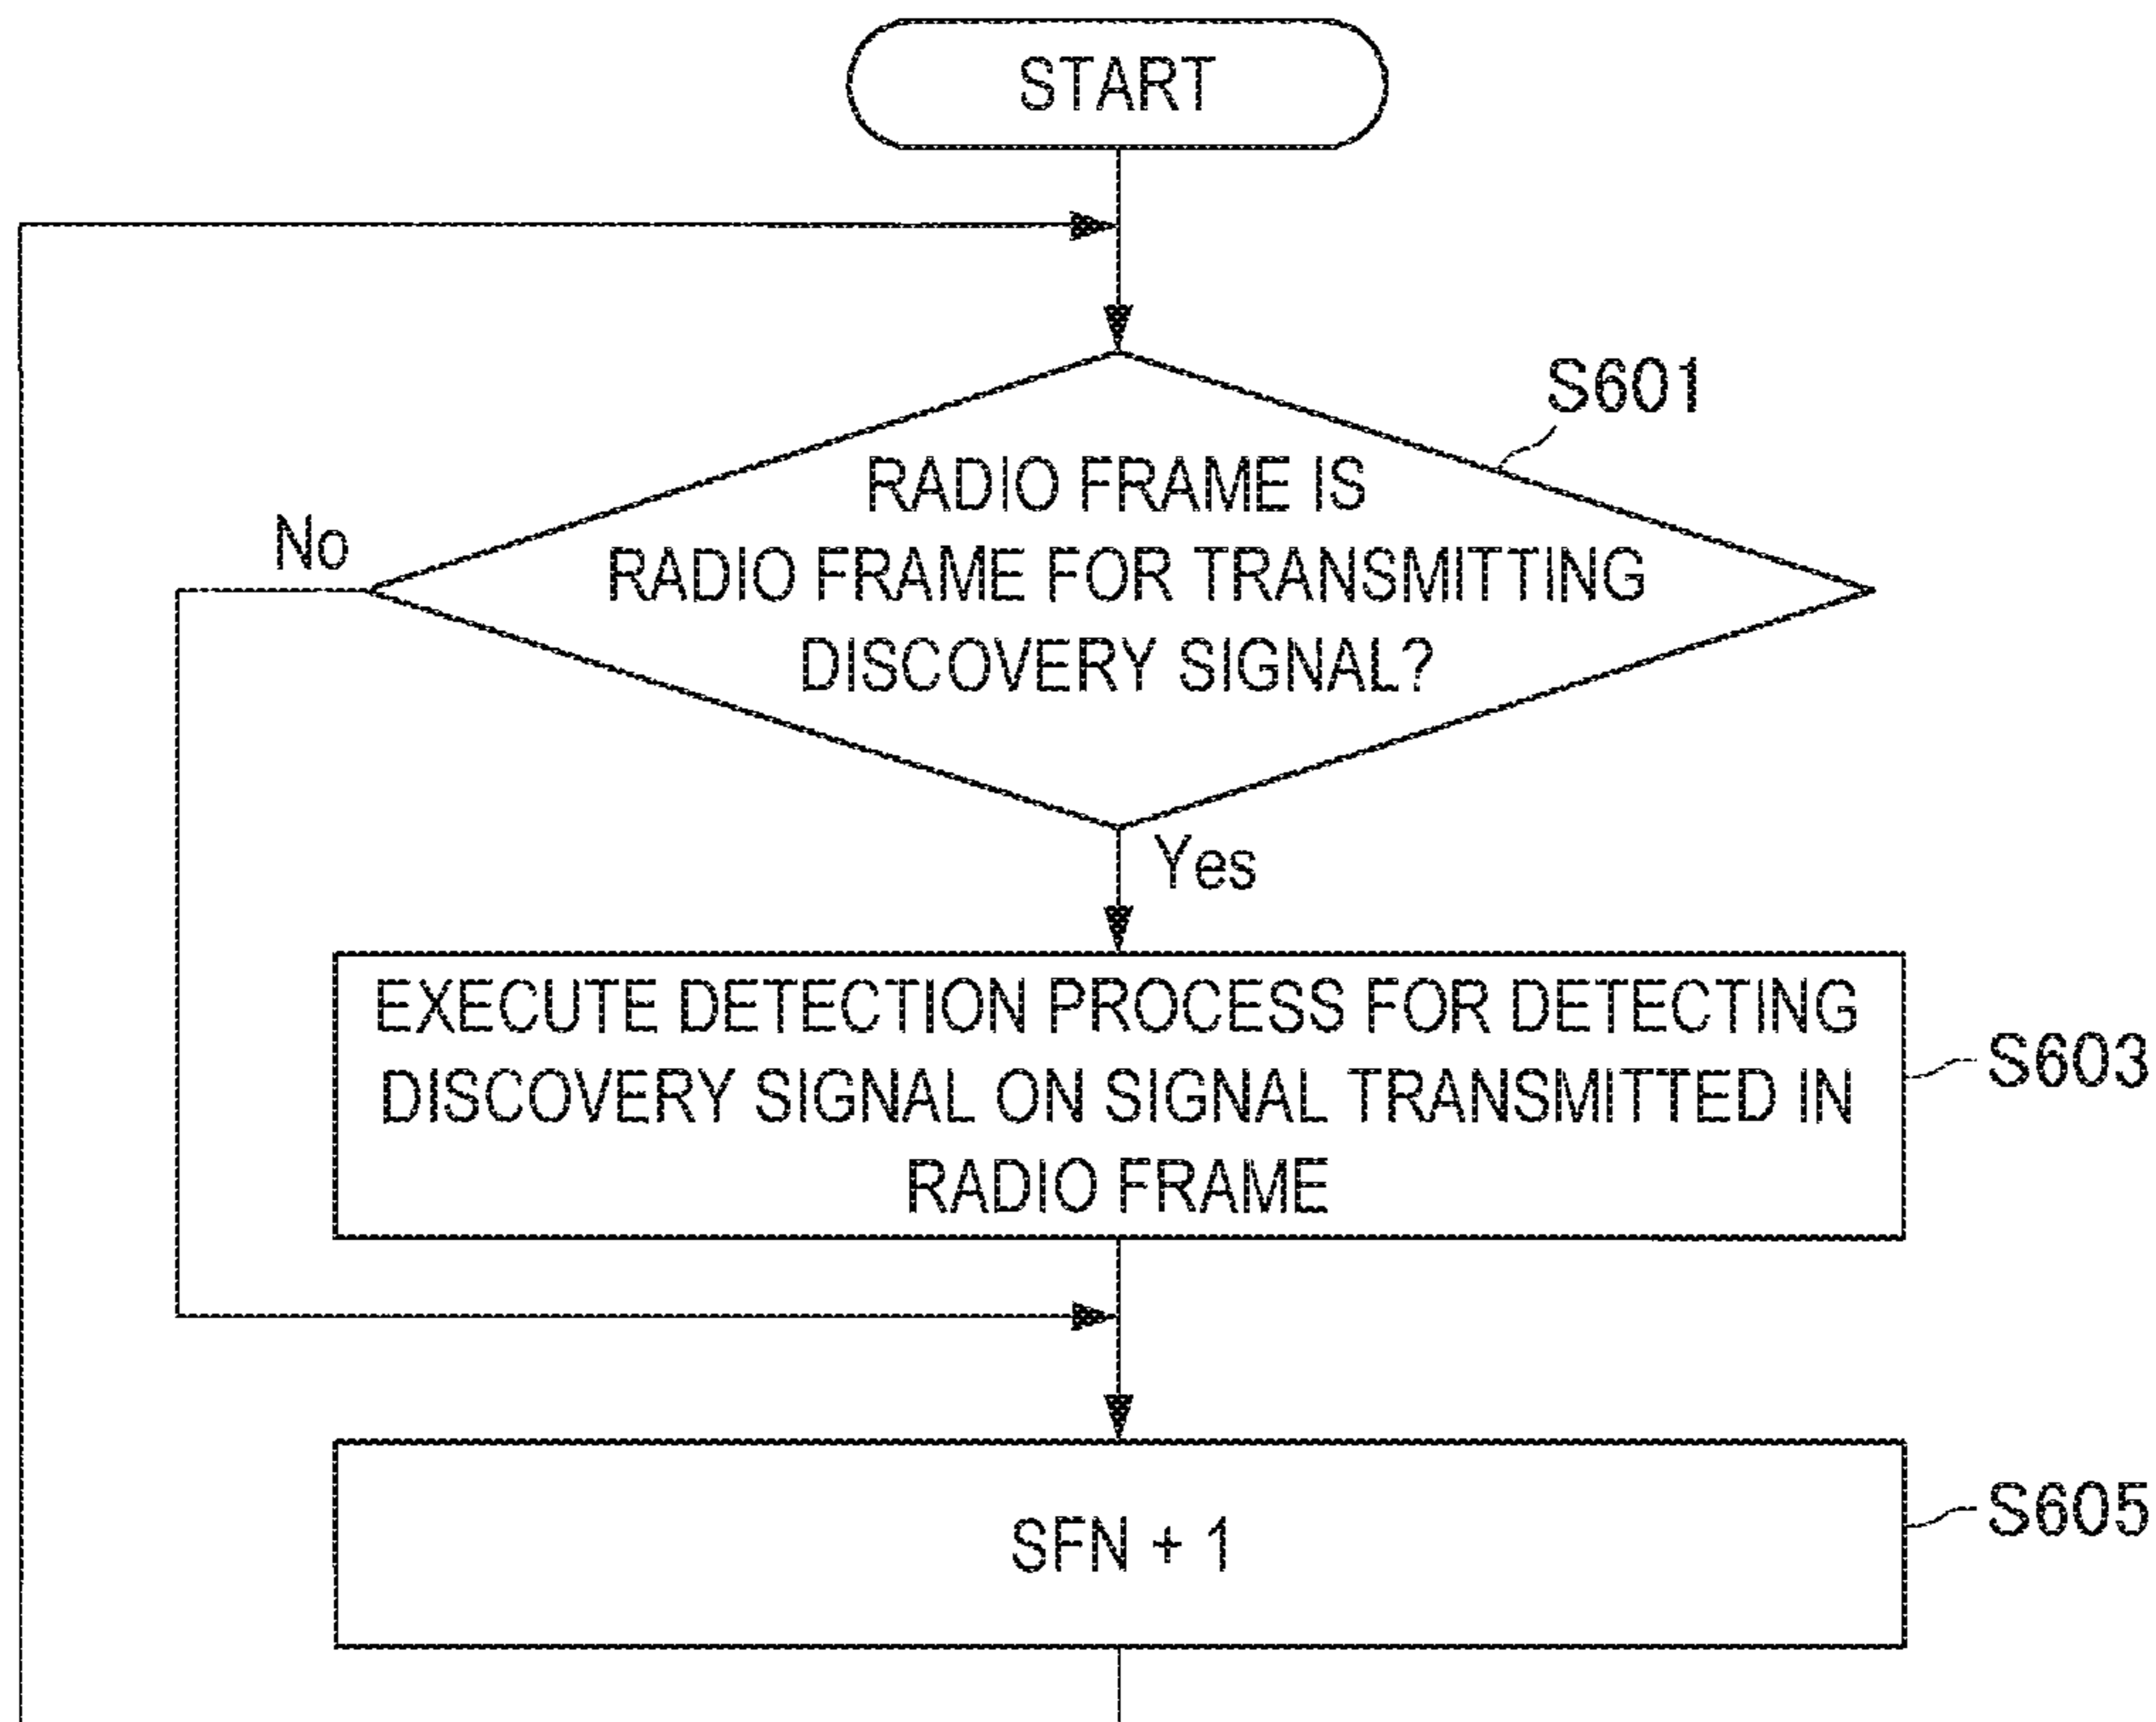 START
S601
RADIO FRAME IS
RADIO FRAME FOR TRANSMITTING
DISCOVERY SIGNAL?
No
Yes
EXECUTE DETECTION PROCESS FOR DETECTING
DISCOVERY SIGNAL ON SIGNAL TRANSMITTED IN
RADIO FRAME
S603
SFN + 1
S605